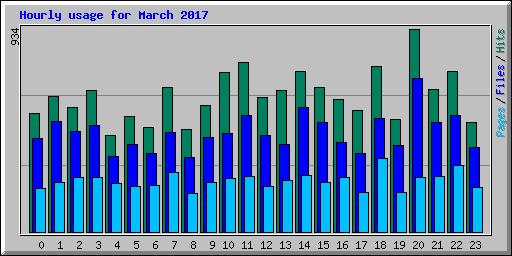 Hourly usage for March 2017
934
Pages / Files / Hits
0 1 2 3 4 5 6 7 8 9 10 11 12 13 14 15 16 17 18 19 20 21 22 23